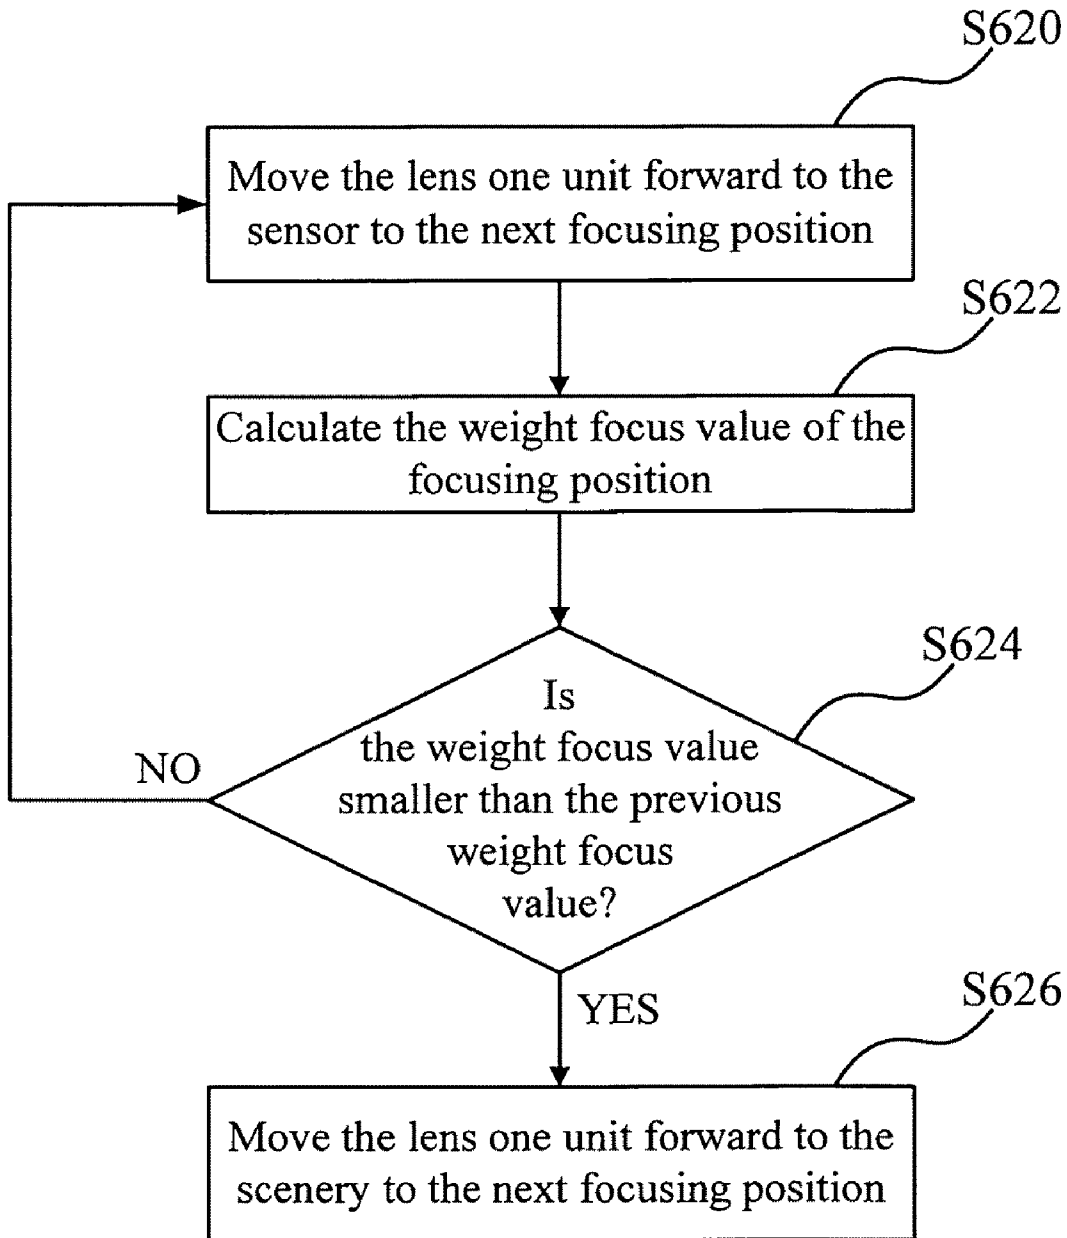 S620
Move the lens one unit forward to the
sensor to the next focusing position
S622
Calculate the weight focus value of the
focusing position
S624
Is
the weight focus value
smaller than the previous
weight focus
value?
NO
YES
S626
Move the lens one unit forward to the
scenery to the next focusing position